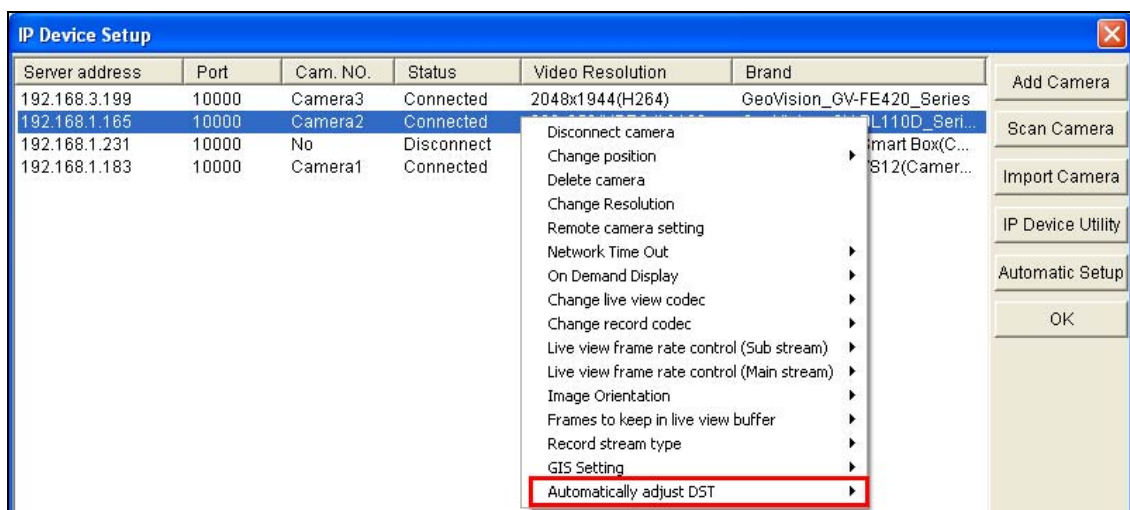 IP Device Setup
Server address Port Cam. NO. Status Video Resolution Brand
192.168.3.199 10000 Camera3 Connected 2048x1944(H264) GeoVision_GV-FE420_Series
192.168.1.165 10000 Camera2 Connected L110D_Seri...
192.168.1.231 10000 No Disconnect mart Box(C...
192.168.1.183 10000 Camera1 Connected S12(Camer...
Disconnect camera
Change position
Delete camera
Change Resolution
Remote camera setting
Network Time Out
On Demand Display
Change live view codec
Change record codec
Live view frame rate control (Sub stream)
Live view frame rate control (Main stream)
Image Orientation
Frames to keep in live view buffer
Record stream type
GIS Setting
Automatically adjust DST
Add Camera
Scan Camera
Import Camera
IP Device Utility
Automatic Setup
OK